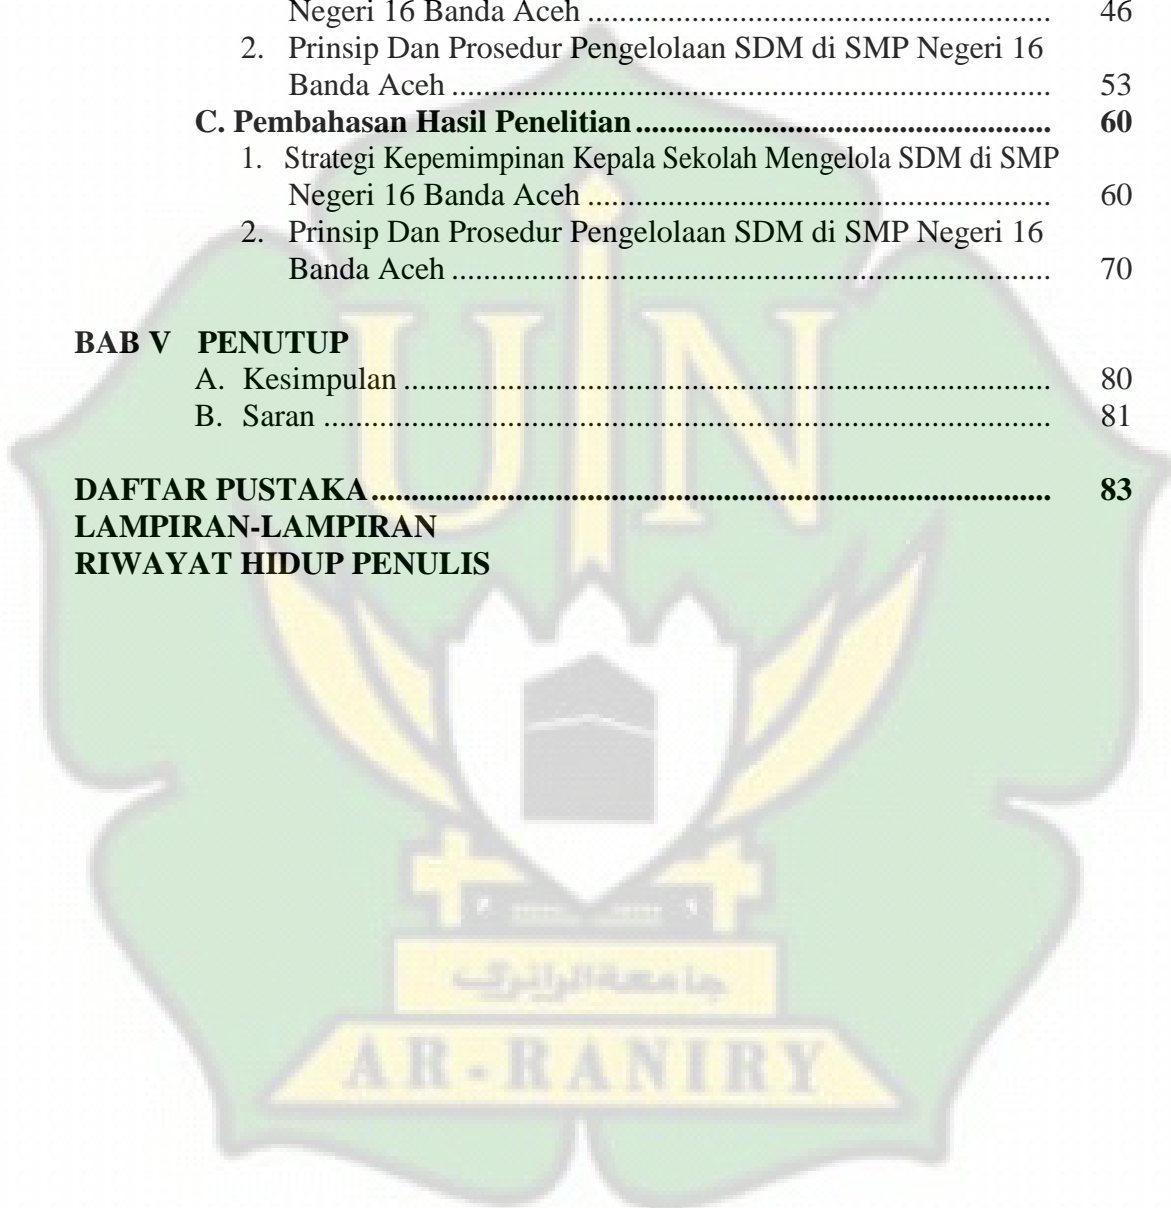 Negeri 16 Banda Aceh .......................................................... 46
2. Prinsip Dan Prosedur Pengelolaan SDM di SMP Negeri 16
Banda Aceh ........................................................................... 53
C. Pembahasan Hasil Penelitian .................................................... 60
1. Strategi Kepemimpinan Kepala Sekolah Mengelola SDM di SMP
Negeri 16 Banda Aceh .......................................................... 60
2. Prinsip Dan Prosedur Pengelolaan SDM di SMP Negeri 16
Banda Aceh ........................................................................... 70
BAB V PENUTUP
A. Kesimpulan ................................................................................. 80
B. Saran ........................................................................................... 81
DAFTAR PUSTAKA ..................................................................................... 83
LAMPIRAN-LAMPIRAN
RIWAYAT HIDUP PENULIS
UIN
جامعةالرانري
AR-RANIRY